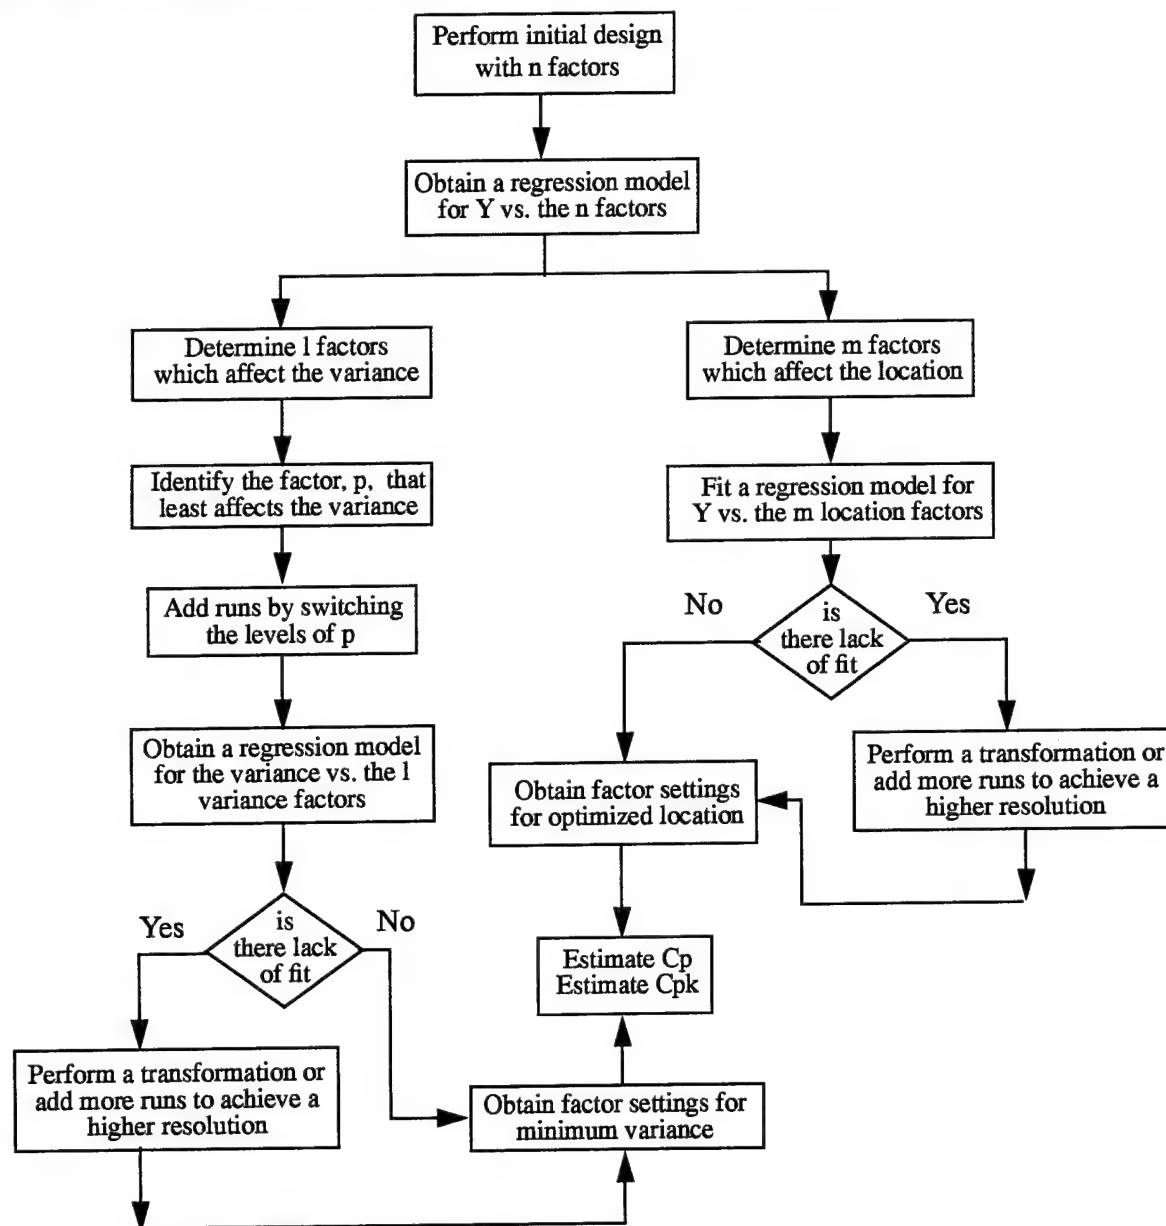 Perform initial design
with n factors
Obtain a regression model
for Y vs. the n factors
Determine l factors
which affect the variance
Determine m factors
which affect the location
Identify the factor, p, that
least affects the variance
Fit a regression model for
Y vs. the m location factors
Add runs by switching
the levels of p
No
Yes
is
there lack
of fit
Obtain a regression model
for the variance vs. the l
variance factors
Obtain factor settings
for optimized location
Perform a transformation or
add more runs to achieve a
higher resolution
Yes
No
is
there lack
of fit
Estimate Cp
Estimate Cpk
Perform a transformation or
add more runs to achieve a
higher resolution
Obtain factor settings for
minimum variance